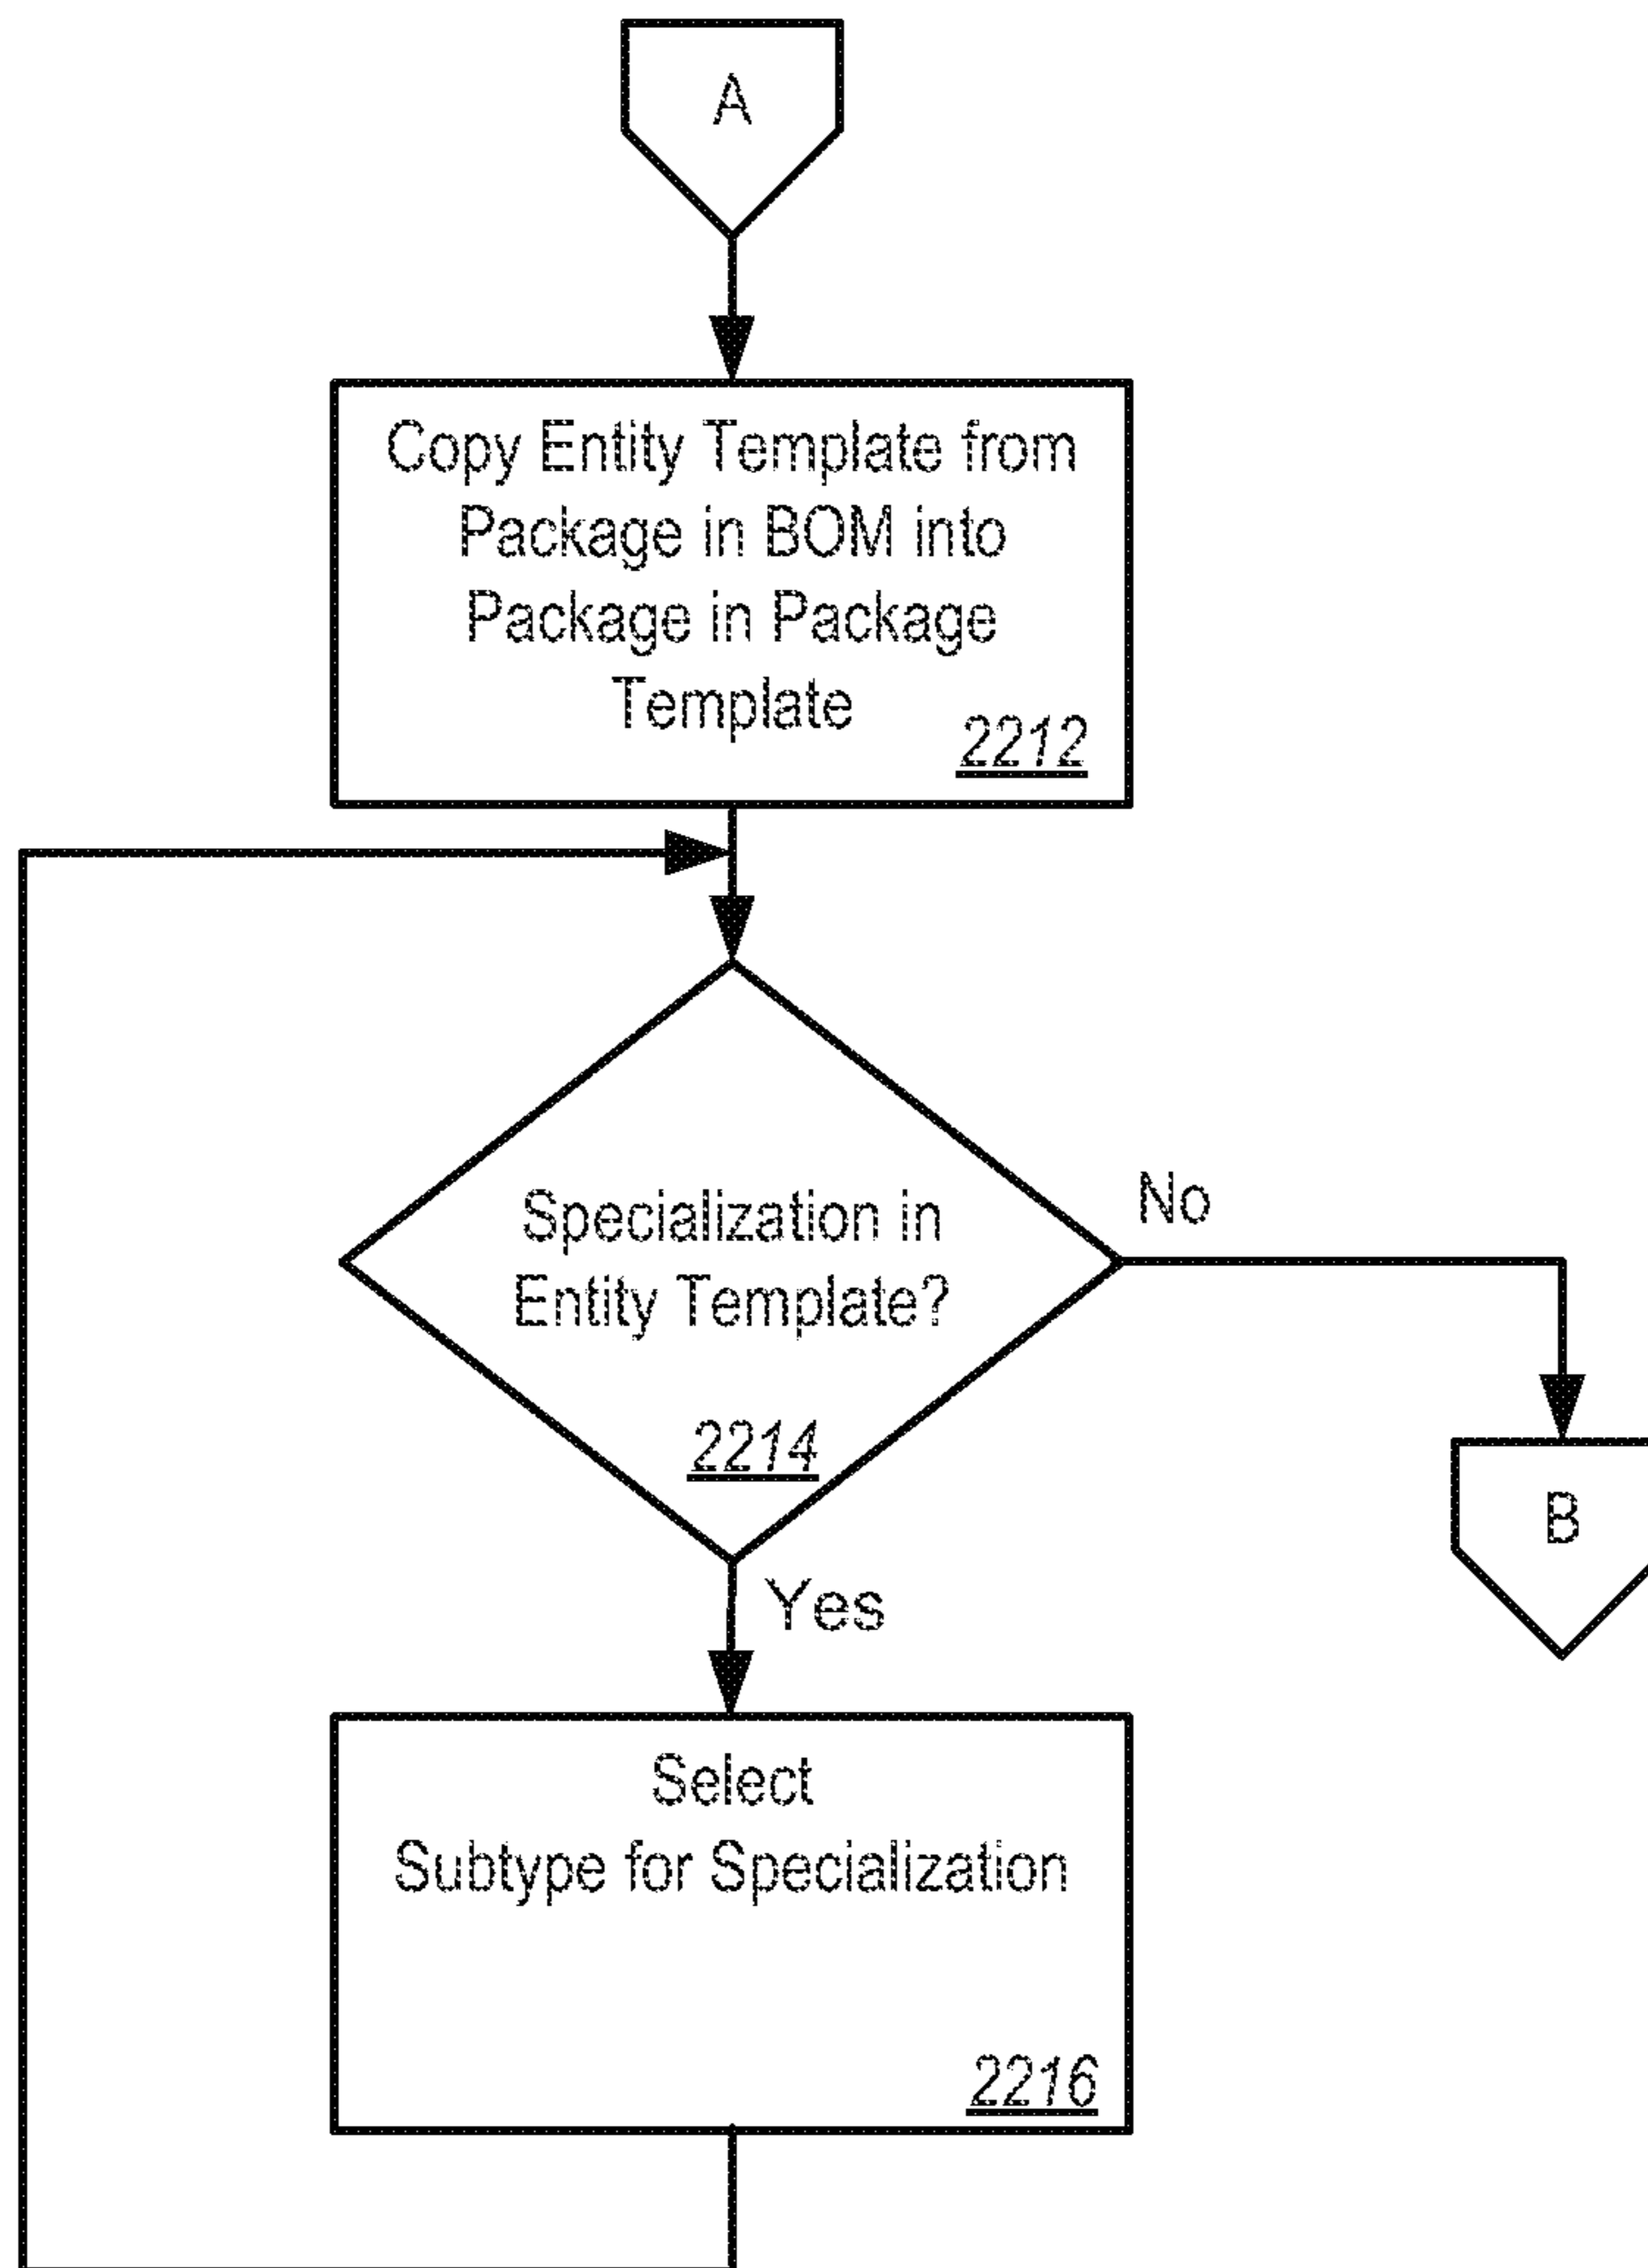 A
Copy Entity Template from
Package in BOM into
Package in Package
Template
2212
Specialization in
Entity Template?
2214
No
B
Yes
Select
Subtype for Specialization
2216